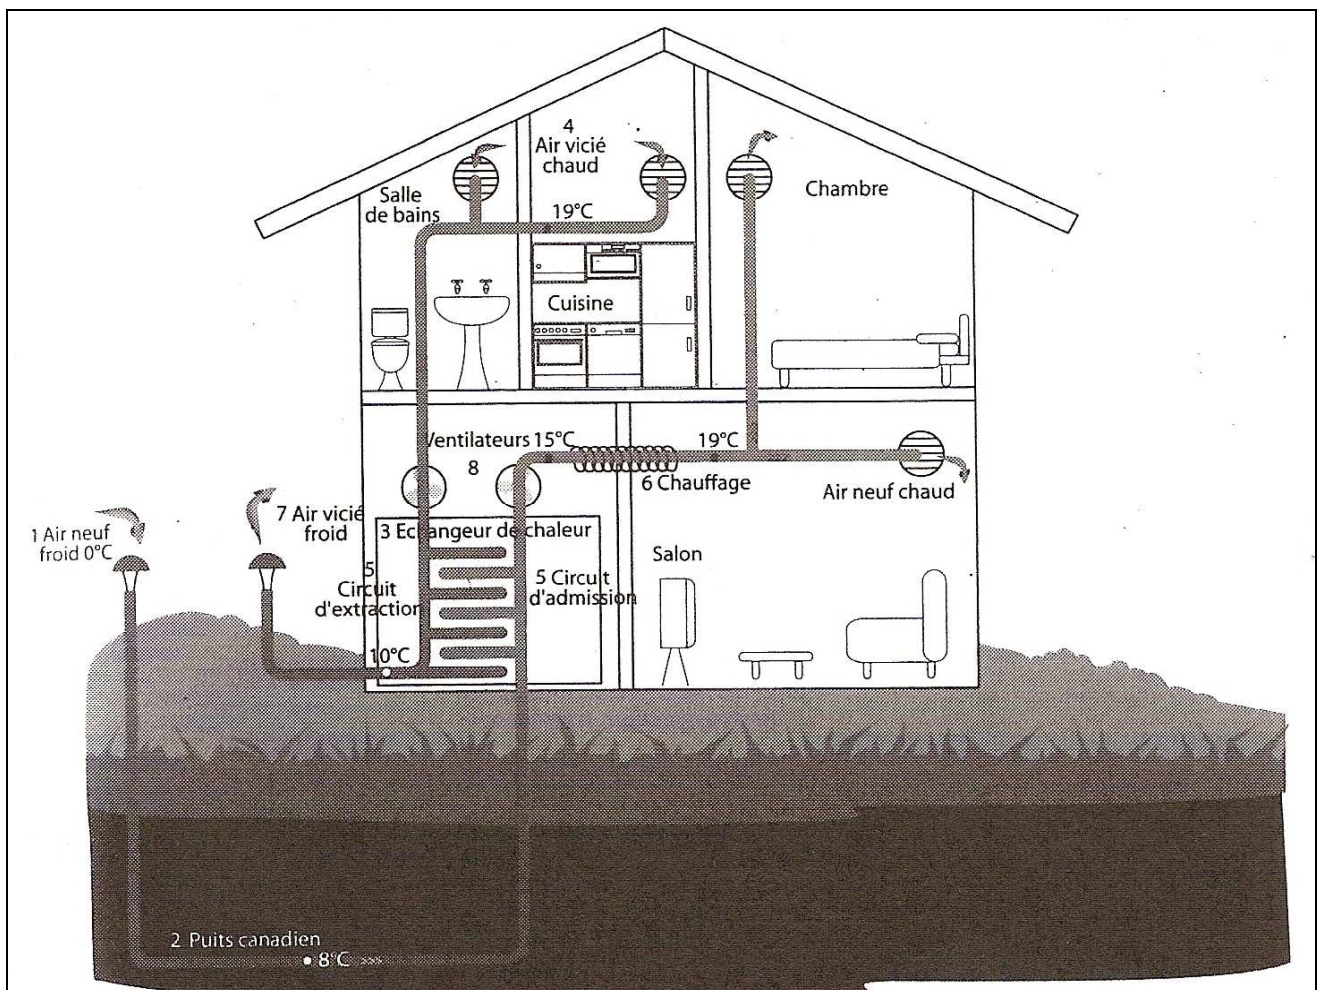 4
Air vicié
chaud
Salle
de bains
Chambre
19°C
Cuisine
Ventilateurs 15°C
8
19°C
6 Chauffage
Air neuf chaud
7 Air vicié
froid
3 Echangeur de chaleur
1 Air neuf
froid 0°C
Salon
5
Circuit
d'extraction
5 Circuit
d'admission
10°C
2 Puits canadien
8°C >>>